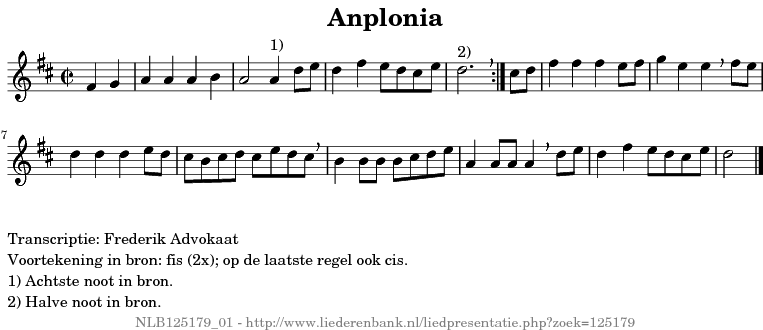 Anplonia
1)
2)
7
Transcriptie: Frederik Advokaat
Voortekening in bron: fis (2x); op de laatste regel ook cis.
1) Achtste noot in bron.
2) Halve noot in bron.
NLB125179_01 - http://www.liederenbank.nl/liedpresentatie.php?zoek=125179